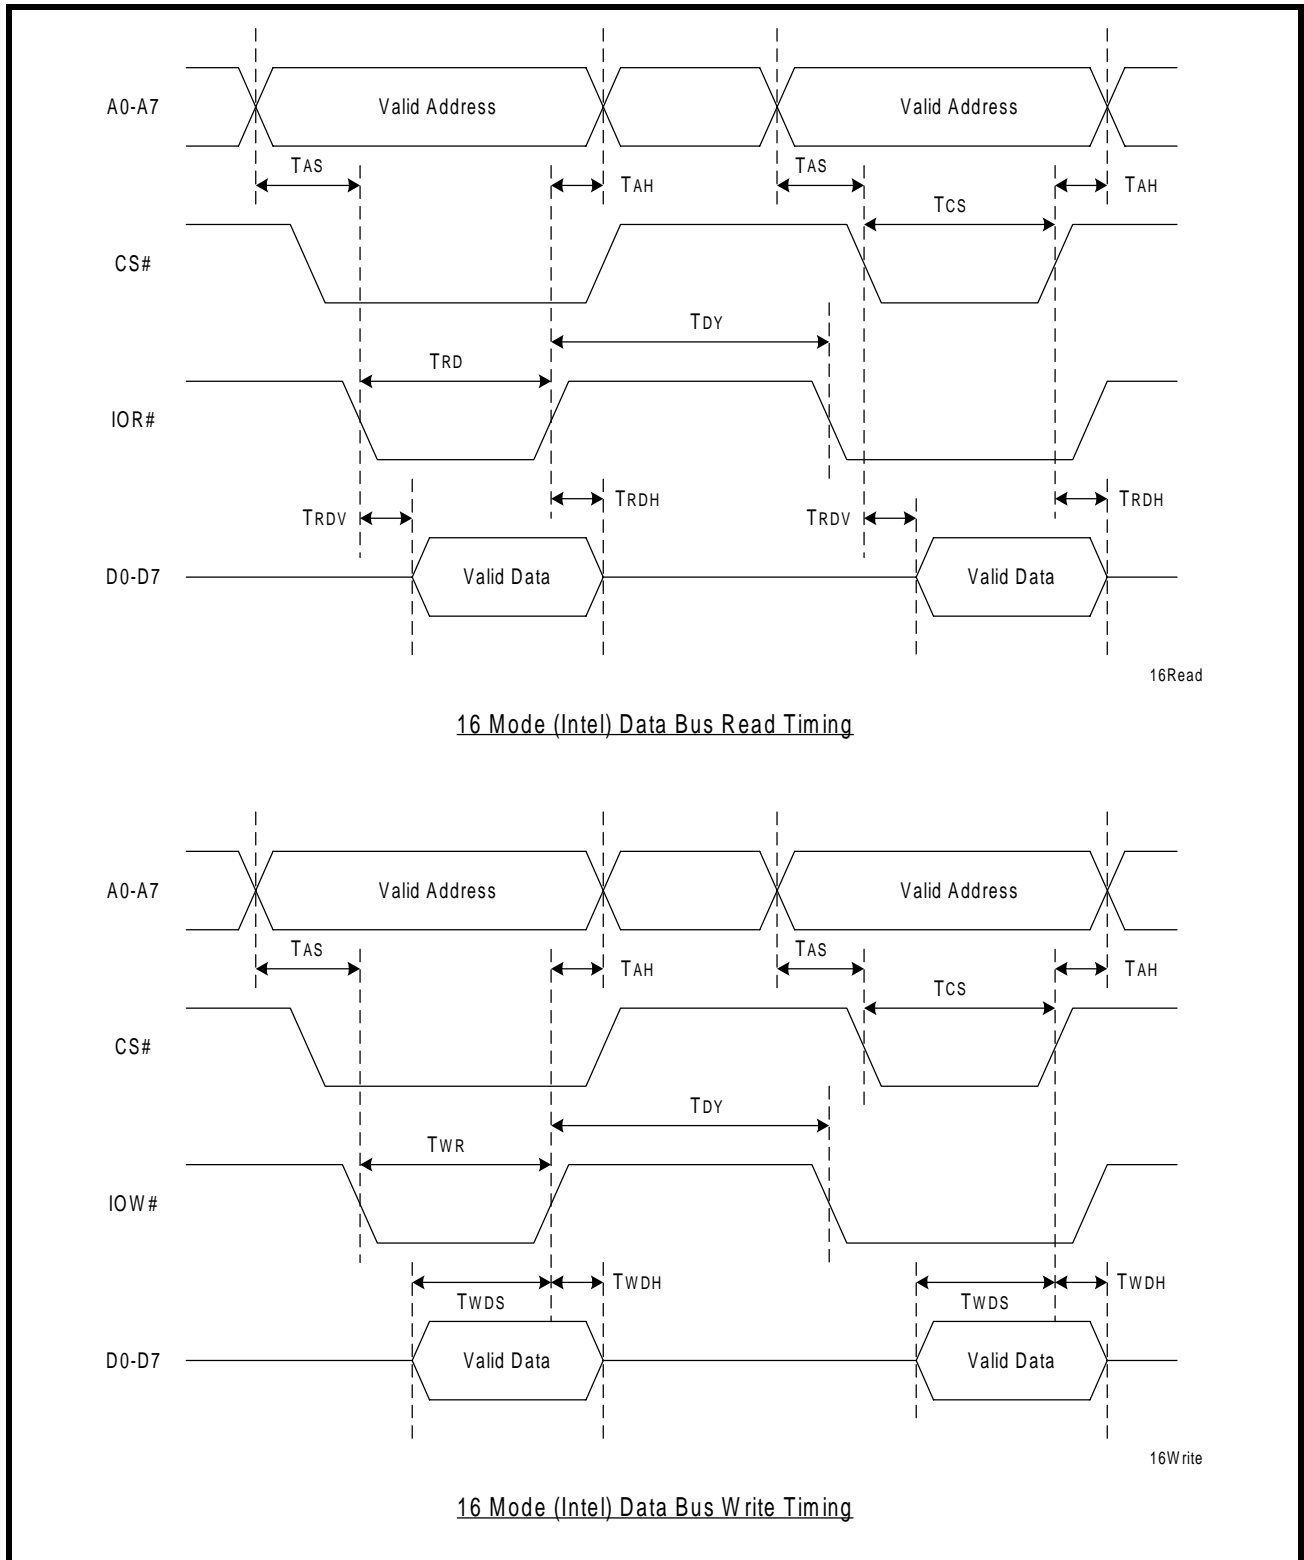 A0-A7 Valid Address Valid Address
TAS TAH TAS TAH
TCS
CS#
TDY
TRD
IOR#
TRDH TRDH
TRDV TRDV
D0-D7 Valid Data Valid Data
16Read
16 Mode (Intel) Data Bus Read Timing
A0-A7 Valid Address Valid Address
TAS TAH TAS TAH
TCS
CS#
TDY
TWR
IOW#
TWDH TWDH
TWDS TWDS
D0-D7 Valid Data Valid Data
16Write
16 Mode (Intel) Data Bus Write Timing